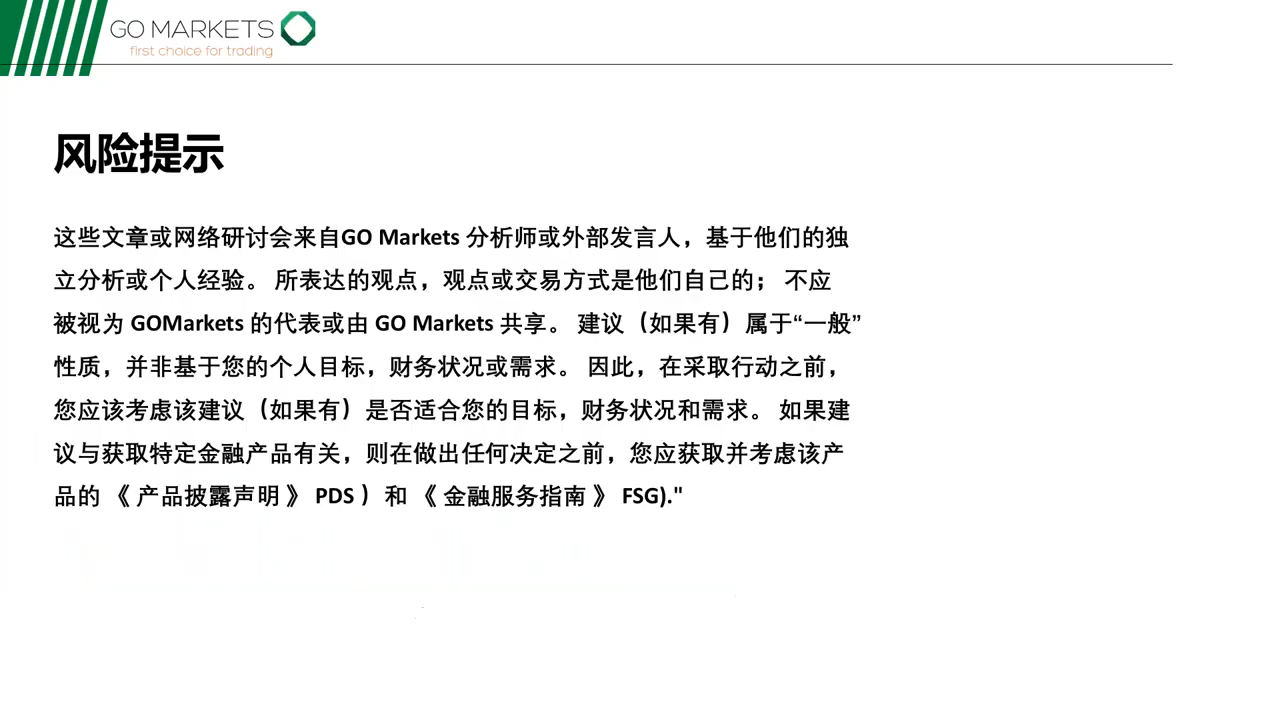 GO MARKETS
first choice for trading
风险提示
这些文章或网络研讨会来自GO Markets 分析师或外部发言人，基于他们的独
立分析或个人经验。 所表达的观点，观点或交易方式是他们自己的； 不应
被视为 GOMarkets 的代表或由 GO Markets 共享。 建议（如果有）属于“一般”
性质，并非基于您的个人目标，财务状况或需求。 因此，在采取行动之前，
您应该考虑该建议（如果有）是否适合您的目标，财务状况和需求。 如果建
议与获取特定金融产品有关，则在做出任何决定之前，您应获取并考虑该产
品的 《 产品披露声明 》 PDS ） 和 《 金融服务指南 》 FSG)."